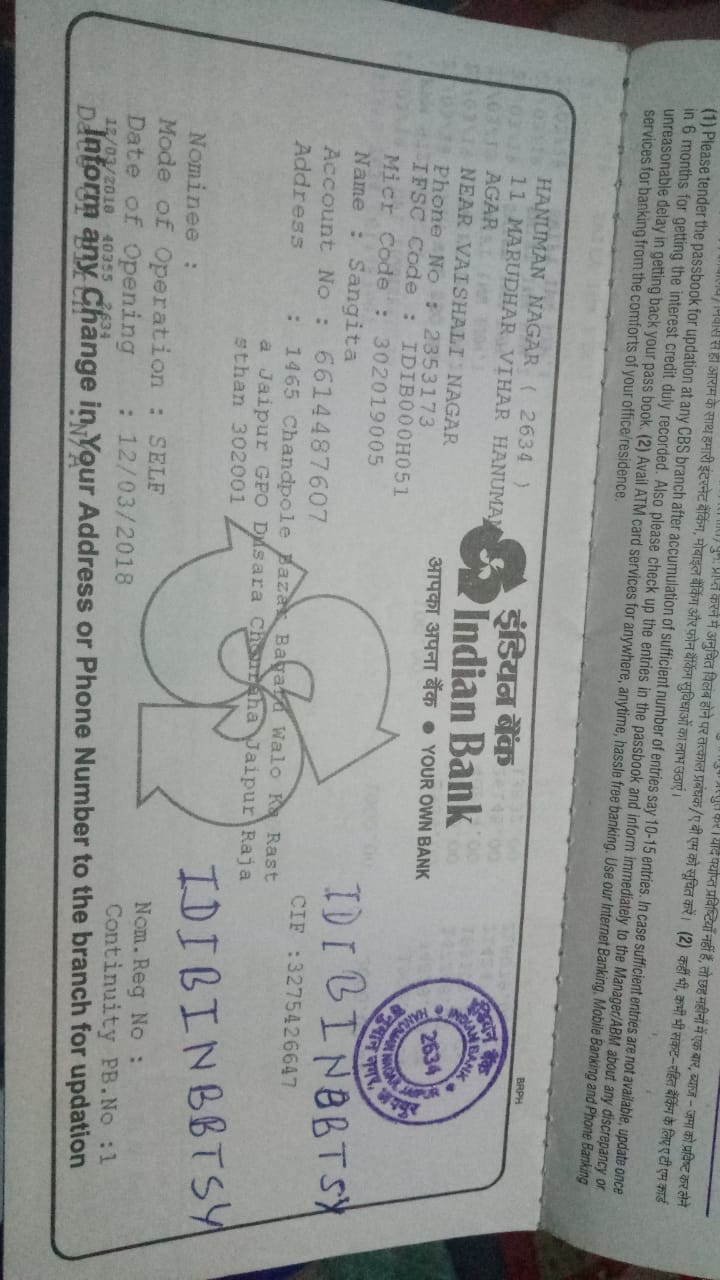 (1) Please tender the passbook for updation at any CBS branch after accumulation of sufficient number of entries say 10-15 entries. In case sufficient entries are not available, update once
in 6 months for getting the interest credit duly recorded. Also please check up the entries in the passbook and inform immediately to the Manager/ABM about any discrepancy or
unreasonable delay in getting back your pass book. (2) Avail ATM card services for anywhere, anytime, hassle free banking. Use our Internet Banking, Mobile Banking and Phone Banking
services for banking from the comforts of your office/residence.
BRPH
HANUMAN NAGAR ( 2634 )
11 MARUDHAR VIHAR HANUMAN
AGAR
NEAR VAISHALI NAGAR
Phone No : 2353173
IFSC Code : IDIB000H051
Micr Code : 302019005
इंडियन बैंक
Indian Bank
आपका अपना बैंक ● YOUR OWN BANK
INDIAN BANK
2634
Name : Sangita
IDIBINBBTSY
Account No : 6614487607
CIF :3275426647
Address : 1465 Chandpole Bazar Bagaru Walo Ka Rast
a Jaipur GPO Dusara Chouraha Jaipur Raja
sthan 302001
IDIBINBBTSY
Nominee :
Nom.Reg No :
Mode of Operation : SELF
Continuity PB.No :1
Date of Opening : 12/03/2018
12/03/2018 40355 2634
: N/A
Inform any Change in Your Address or Phone Number to the branch for updation